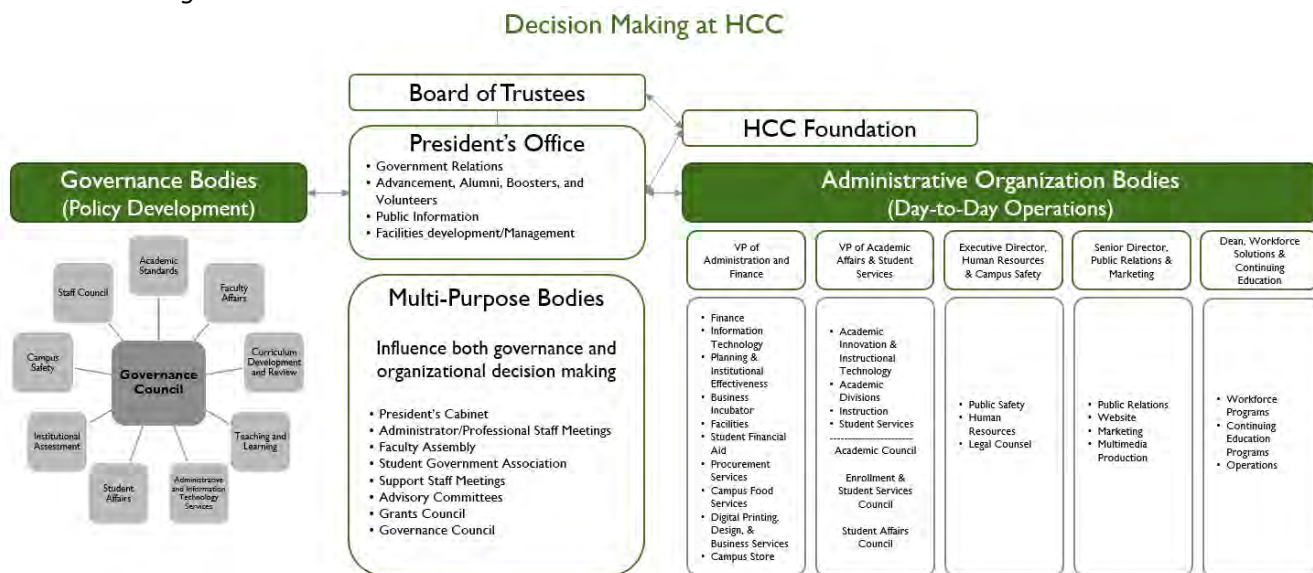 Decision Making at HCC
Board of Trustees
HCC Foundation
President's Office
• Government Relations
• Advancement, Alumni, Boosters, and
Volunteers
• Public Information
• Facilities development/Management
Governance Bodies
(Policy Development)
Governance
Council
Academic
Standards
Faculty
Affairs
Curriculum
Development
and Review
Teaching and
Learning
Administrative
and Information
Technology
Services
Student
Affairs
Institutional
Assessment
Campus
Safety
Staff Council
Multi-Purpose Bodies
Influence both governance and
organizational decision making
• President's Cabinet
• Administrator/Professional Staff Meetings
• Faculty Assembly
• Student Government Association
• Support Staff Meetings
• Advisory Committees
• Grants Council
• Governance Council
Administrative Organization Bodies
(Day-to-Day Operations)
VP of
Administration and
Finance
• Finance
• Information
Technology
• Planning &
Institutional
Effectiveness
• Business
Incubator
• Facilities
• Student Financial
Aid
• Procurement
Services
• Campus Food
Services
• Digital Printing,
Design, &
Business Services
• Campus Store
VP of Academic
Affairs & Student
Services
• Academic
Innovation &
Instructional
Technology
• Academic
Divisions
• Instruction
• Student Services
------------------------
Academic Council
Enrollment &
Student Services
Council
Student Affairs
Council
Executive Director,
Human Resources
& Campus Safety
• Public Safety
• Human
Resources
• Legal Counsel
Senior Director,
Public Relations &
Marketing
• Public Relations
• Website
• Marketing
• Multimedia
Production
Dean, Workforce
Solutions &
Continuing
Education
• Workforce
Programs
• Continuing
Education
Programs
• Operations